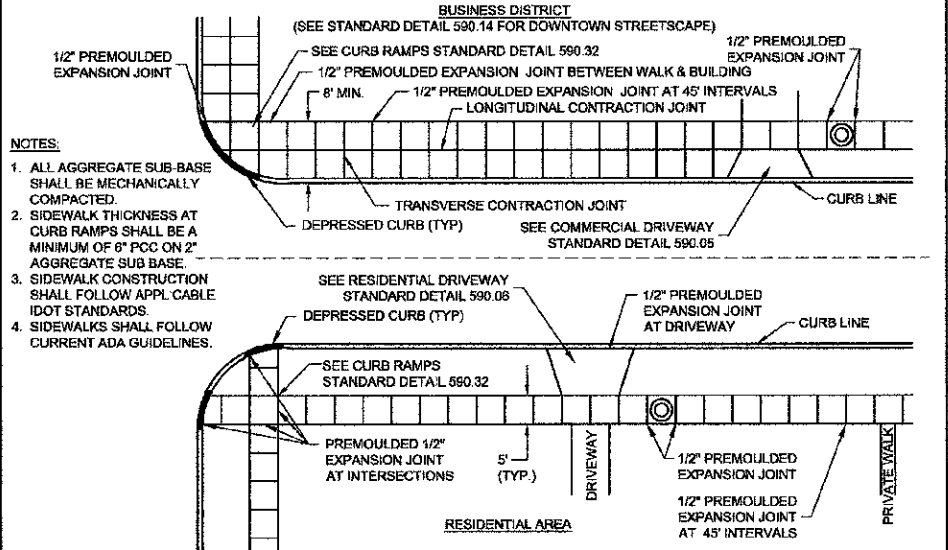 BUSINESS DISTRICT
(SEE STANDARD DETAIL 590.14 FOR DOWNTOWN STREETSCAPE)
1/2" PREMOULDED
EXPANSION JOINT
SEE CURB RAMPS STANDARD DETAIL 590.32
1/2" PREMOULDED EXPANSION JOINT BETWEEN WALK & BUILDING
8' MIN.
1/2" PREMOULDED EXPANSION JOINT AT 45' INTERVALS
LONGITUDINAL CONTRACTION JOINT
1/2" PREMOULDED
EXPANSION JOINT
NOTES:
1. ALL AGGREGATE SUB-BASE
SHALL BE MECHANICALLY
COMPACTED.
2. SIDEWALK THICKNESS AT
CURB RAMPS SHALL BE A
MINIMUM OF 6" PCC ON 2"
AGGREGATE SUB BASE.
3. SIDEWALK CONSTRUCTION
SHALL FOLLOW APPL CABLE
IDOT STANDARDS.
4. SIDEWALKS SHALL FOLLOW
CURRENT ADA GUIDELINES.
TRANSVERSE CONTRACTION JOINT
DEPRESSED CURB (TYP)
SEE COMMERCIAL DRIVEWAY
STANDARD DETAIL 590.05
CURB LINE
SEE RESIDENTIAL DRIVEWAY
STANDARD DETAIL 590.06
DEPRESSED CURB (TYP)
1/2" PREMOULDED
EXPANSION JOINT
AT DRIVEWAY
CURB LINE
SEE CURB RAMPS
STANDARD DETAIL 590.32
PREMOULDED 1/2"
EXPANSION JOINT
AT INTERSECTIONS
5'
(TYP.)
DRIVEWAY
1/2" PREMOULDED
EXPANSION JOINT
1/2" PREMOULDED
EXPANSION JOINT
AT 45' INTERVALS
PRIVATE WALK
RESIDENTIAL AREA